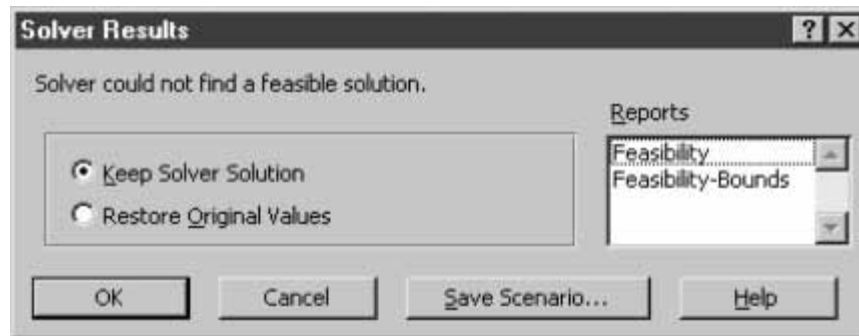 Solver Results
Solver could not find a feasible solution.
Reports
Keep Solver Solution
Restore Original Values
Feasibility
Feasibility-Bounds
OK
Cancel
Save Scenario...
Help